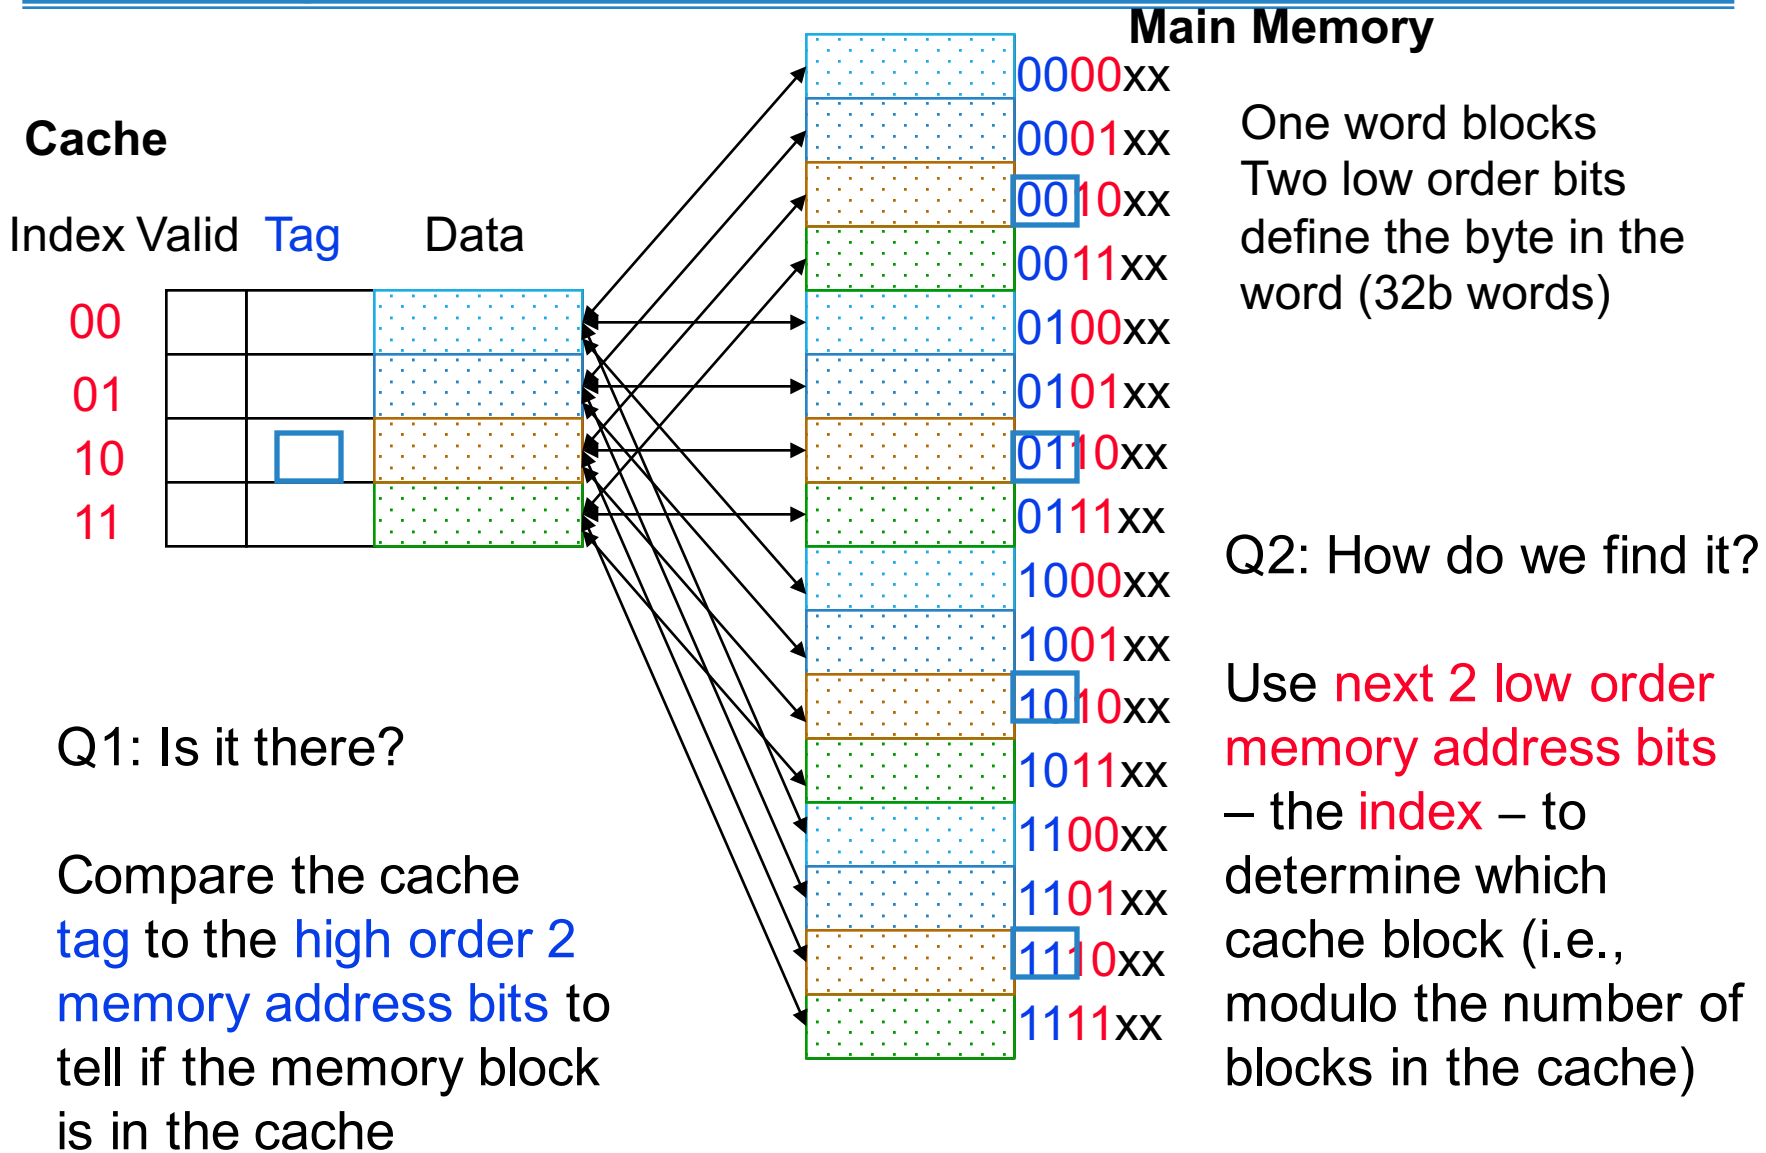 Main Memory
Cache
Index Valid Tag Data
00
01
10
11
0000xx
0001xx
0010xx
0011xx
0100xx
0101xx
0110xx
0111xx
1000xx
1001xx
1010xx
1011xx
1100xx
1101xx
1110xx
1111xx
One word blocks
Two low order bits
define the byte in the
word (32b words)
Q2: How do we find it?
Use next 2 low order
memory address bits
– the index – to
determine which
cache block (i.e.,
modulo the number of
blocks in the cache)
Q1: Is it there?
Compare the cache
tag to the high order 2
memory address bits to
tell if the memory block
is in the cache